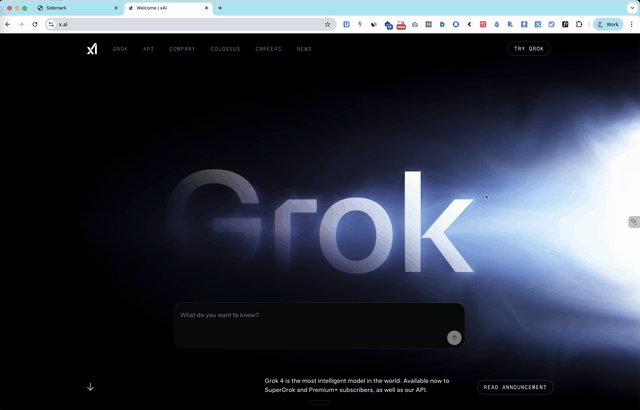 Sidemark
Welcome | xAI
x.ai
Work
xAI
GROK API COMPANY COLOSSUS CAREERS NEWS
TRY GROK
Grok
What do you want to know?
Grok 4 is the most intelligent model in the world. Available now to
SuperGrok and Premium+ subscribers, as well as our API.
READ ANNOUNCEMENT